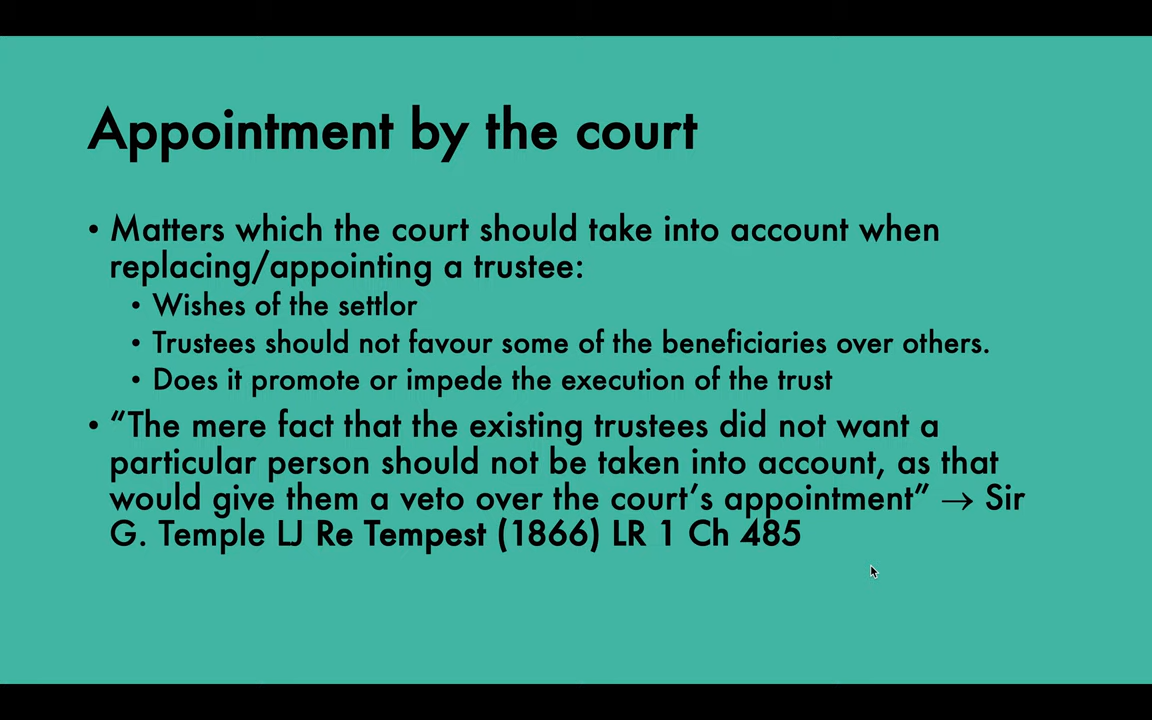 Appointment by the court
• Matters which the court should take into account when
replacing/appointing a trustee:
• Wishes of the settlor
• Trustees should not favour some of the beneficiaries over others.
• Does it promote or impede the execution of the trust
• “The mere fact that the existing trustees did not want a
particular person should not be taken into account, as that
would give them a veto over the court’s appointment” → Sir
G. Temple LJ Re Tempest (1866) LR 1 Ch 485